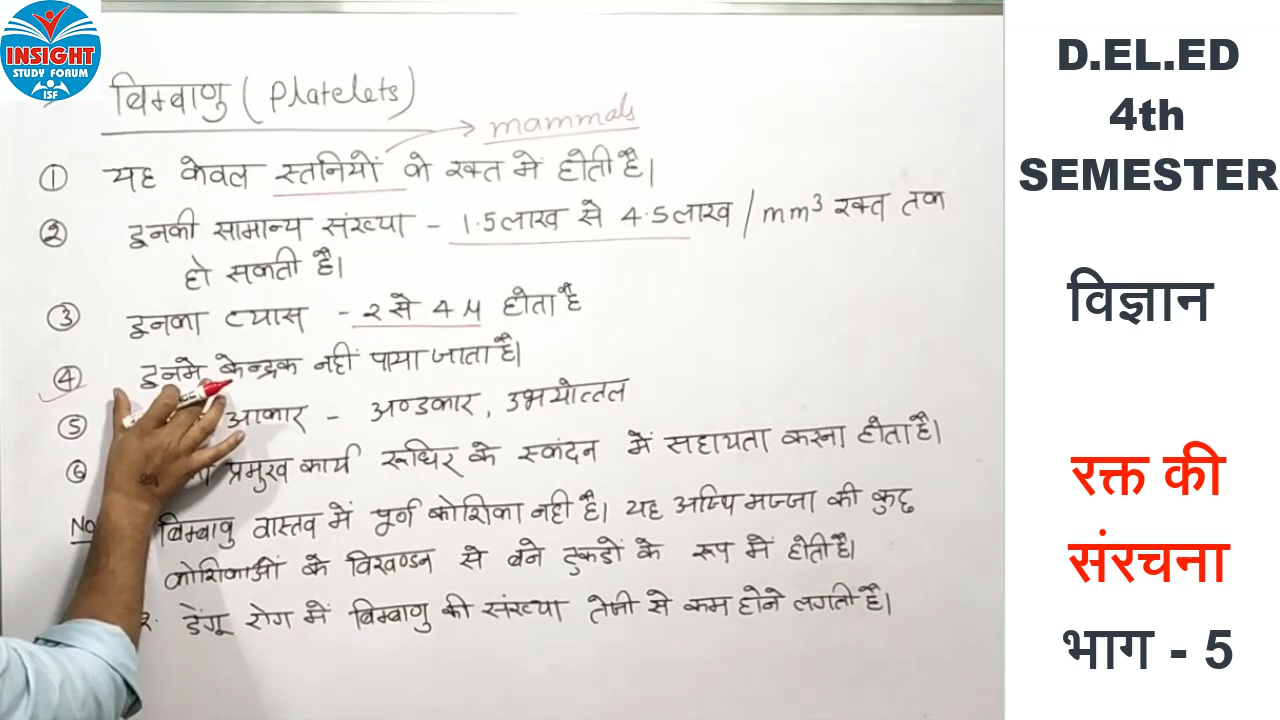 INSIGHT
STUDY FORUM
ISF
बिम्बाणु (Platelets)
→ mammals
① यह केवल स्तनियों के रक्त में होती है।
② इनकी सामान्य संख्या - 1.5लाख से 4.5लाख / mm³ रक्त तक
हो सकती है।
③ इनका व्यास - 2 से 4 µ होता है
④ इनमे केन्द्रक नहीं पाया जाता है।
⑤ आकार - अण्डकार, उभयोत्तल
⑥ प्रमुख कार्य रूधिर के स्कंदन में सहायता करना होता है।
No बिम्बाणु वास्तव में पूर्ण कोशिका नही है। यह अस्थि मज्जा की कुछ
कोशिकाओं के विखण्डन से बने टुकडों के रूप में होती है।
2. डेंगू रोग में बिम्बाणु की संख्या तेजी से कम होने लगती है।
D.EL.ED
4th
SEMESTER
विज्ञान
रक्त की
संरचना
भाग - 5